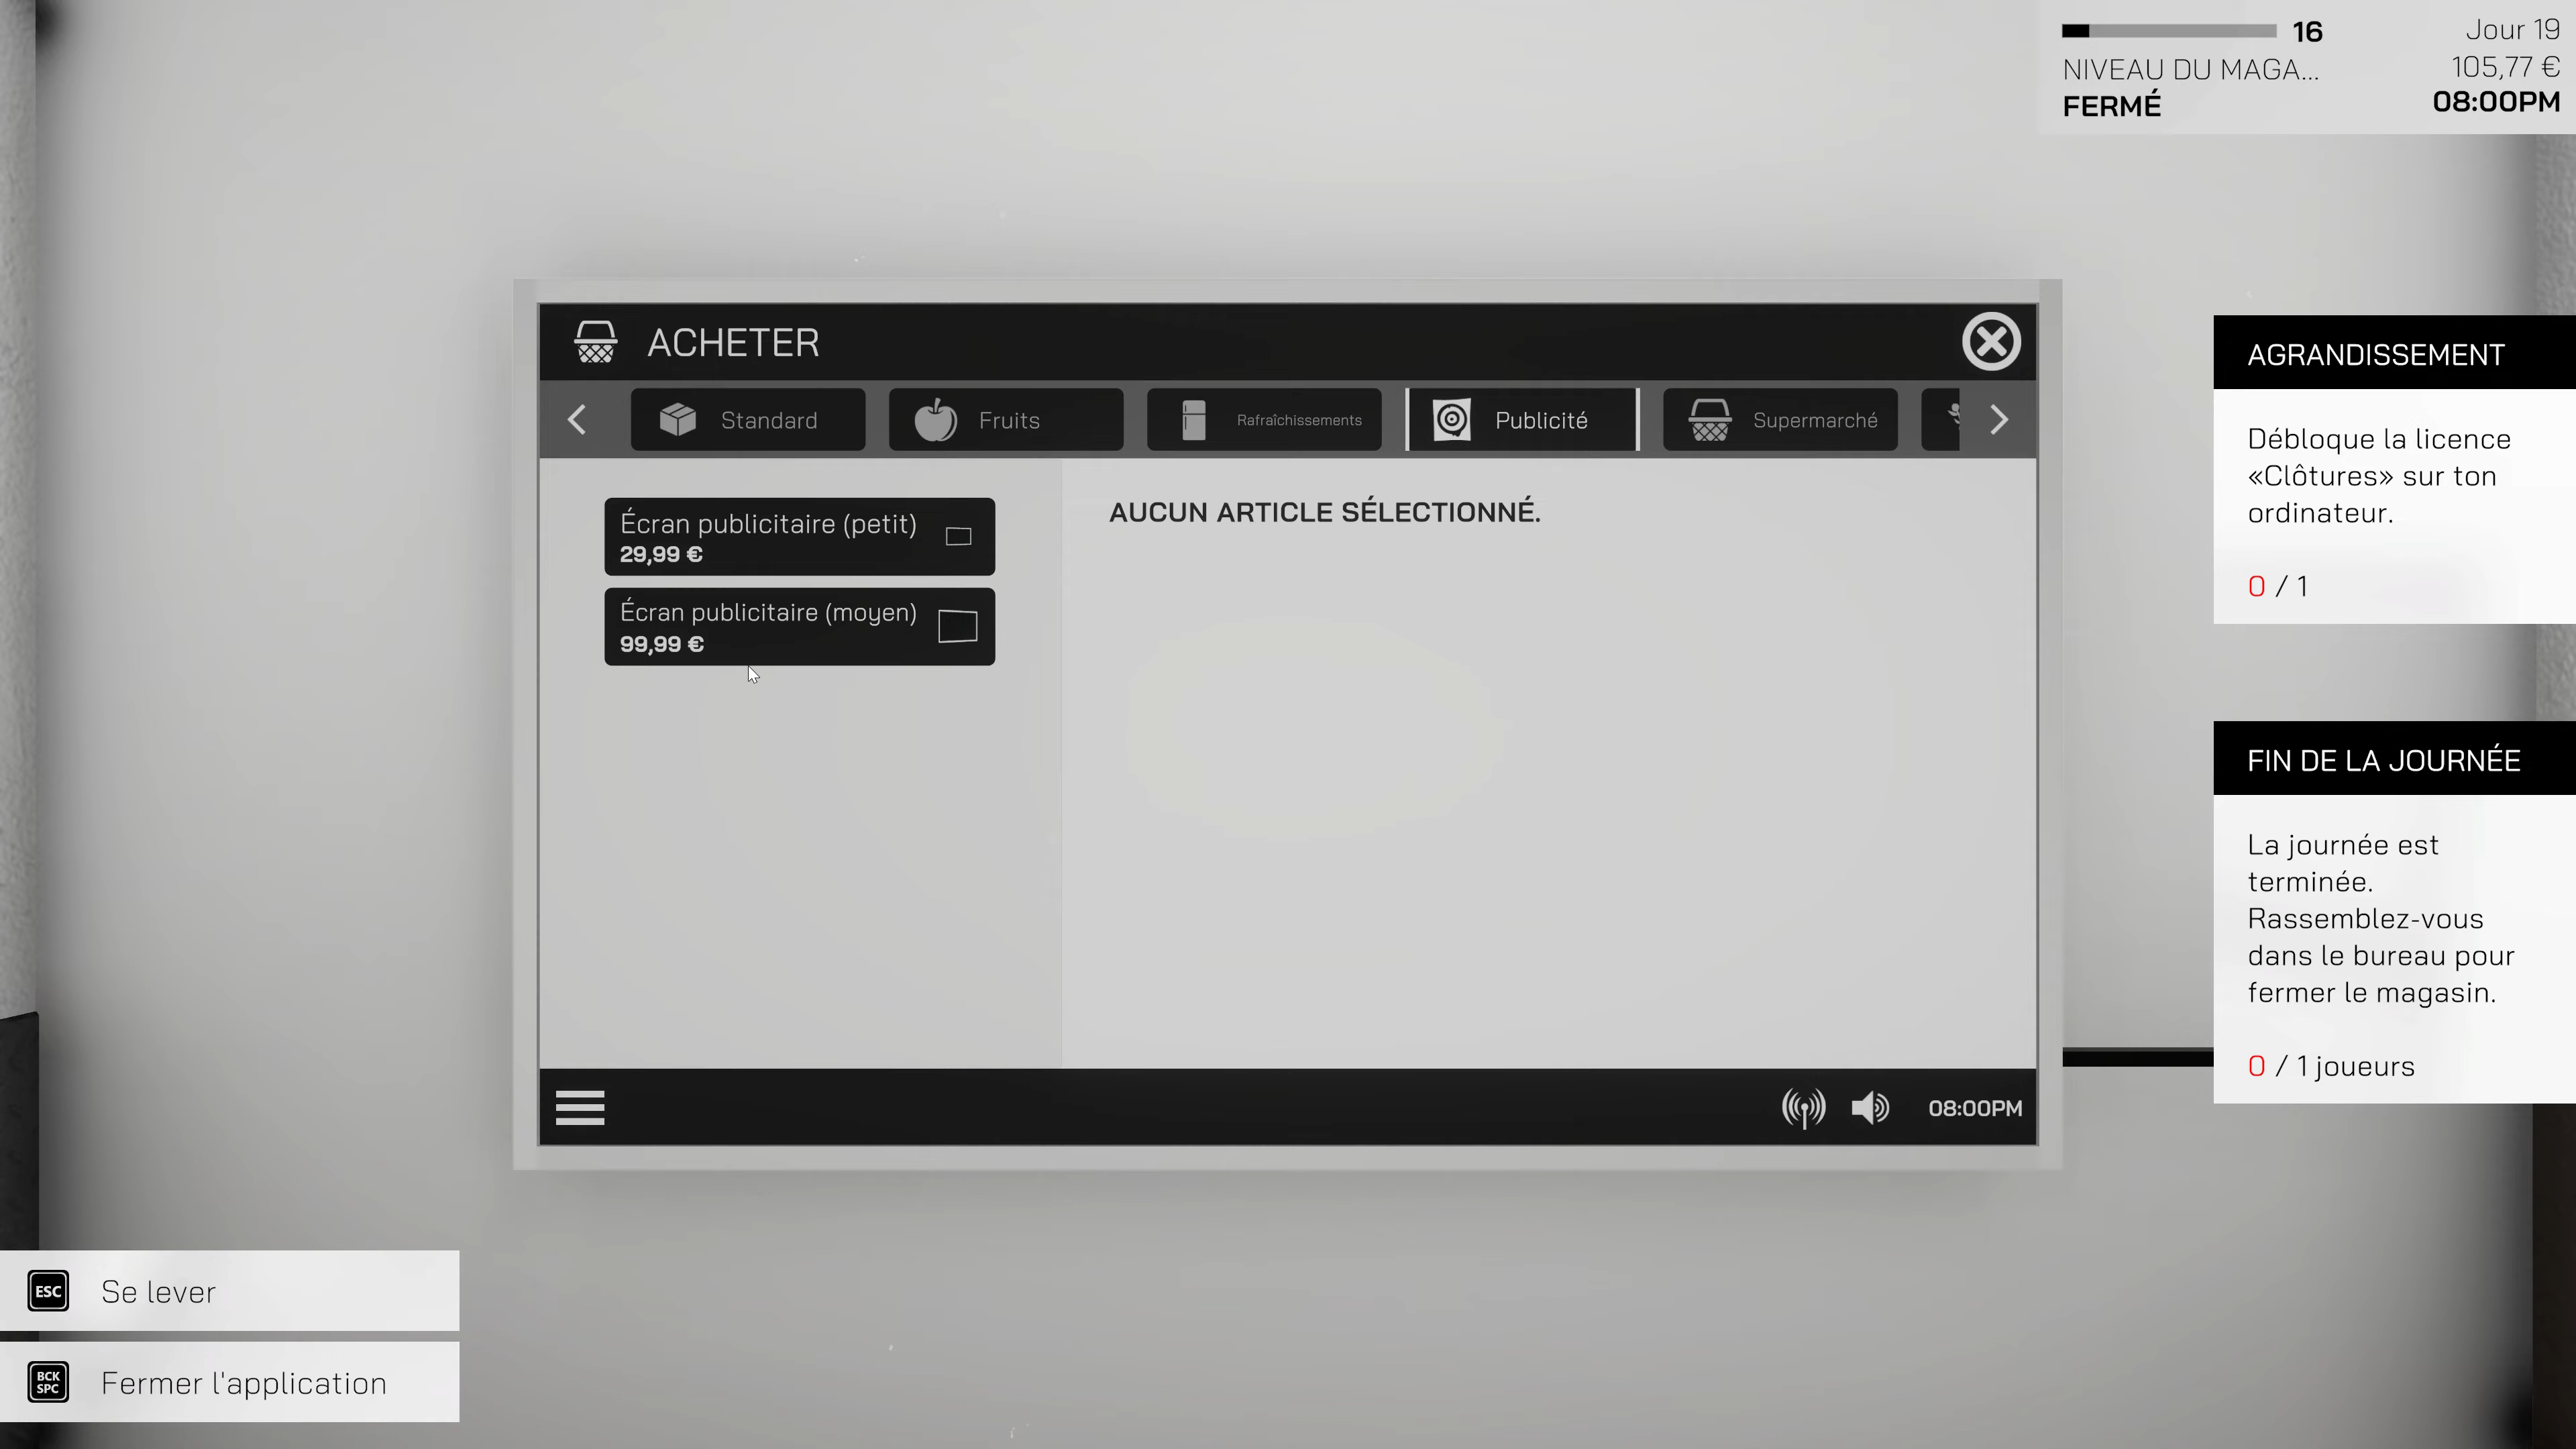 16
Jour 19
NIVEAU DU MAGA...
105,77 €
FERMÉ
08:00PM
ACHETER
Standard
Fruits
Rafraîchissements
Publicité
Supermarché
Écran publicitaire (petit)
29,99 €
Écran publicitaire (moyen)
99,99 €
AUCUN ARTICLE SÉLECTIONNÉ.
08:00PM
AGRANDISSEMENT
Débloque la licence
«Clôtures» sur ton
ordinateur.
0 / 1
FIN DE LA JOURNÉE
La journée est
terminée.
Rassemblez-vous
dans le bureau pour
fermer le magasin.
0 / 1 joueurs
ESC
Se lever
BCK
SPC
Fermer l'application